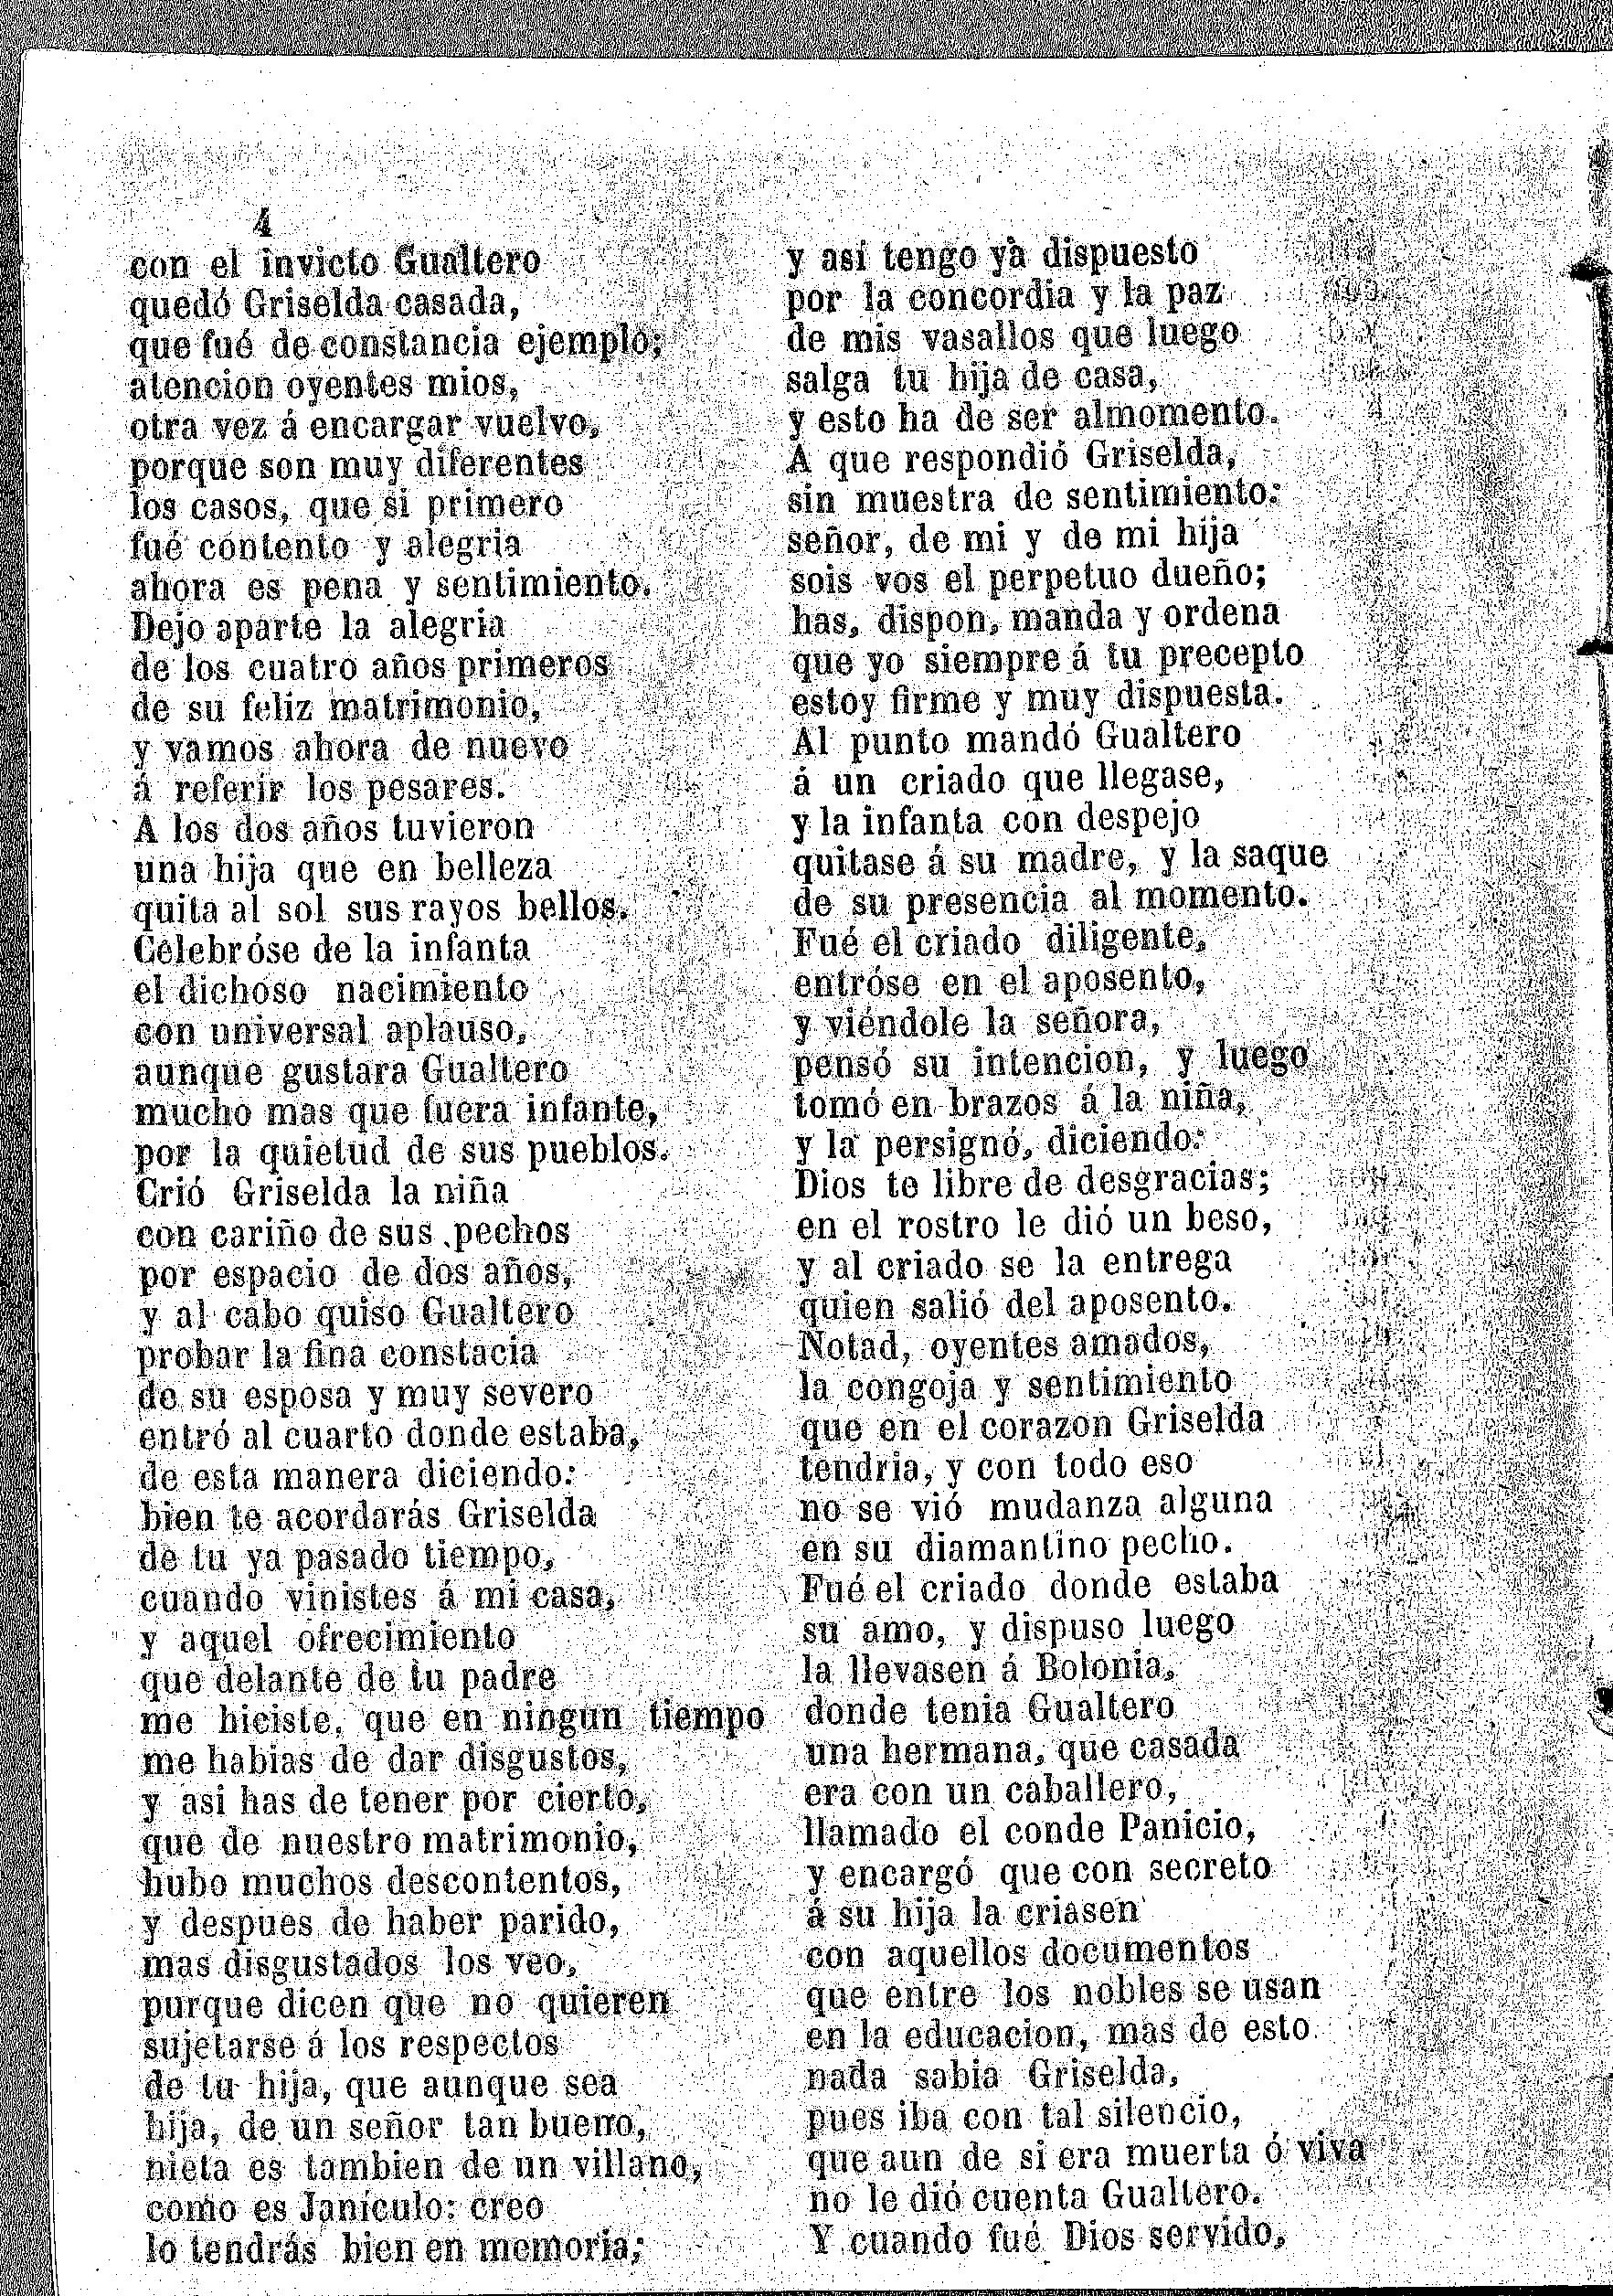 4
con el invicto Gualtero
quedó Griselda casada,
que fué de constancia ejemplo;
atencion oyentes mios,
otra vez á encargar vuelvo,
porque son muy diferentes
los casos, que si primero
fué contento y alegria
ahora es pena y sentimiento.
Dejo aparte la alegria
de los cuatro años primeros
de su feliz matrimonio,
y vamos ahora de nuevo
á referir los pesares.
A los dos años tuvieron
una hija que en belleza
quita al sol sus rayos bellos.
Celebróse de la infanta
el dichoso nacimiento
con universal aplauso,
aunque gustara Gualtero
mucho mas que fuera infante,
por la quietud de sus pueblos.
Crió Griselda la niña
con cariño de sus pechos
por espacio de dos años,
y al cabo quiso Gualtero
probar la fina constacia
de su esposa y muy severo
entró al cuarto donde estaba,
de esta manera diciendo:
bien te acordarás Griselda
de tu ya pasado tiempo,
cuando vinistes á mi casa,
y aquel ofrecimiento
que delante de tu padre
me hiciste, que en ningun tiempo
me habias de dar disgustos,
y asi has de tener por cierto,
que de nuestro matrimonio,
hubo muchos descontentos,
y despues de haber parido,
mas disgustados los veo,
purque dicen que no quieren
sujetarse á los respectos
de tu hija, que aunque sea
hija, de un señor tan bueno,
nieta es tambien de un villano,
como es Janículo: creo
lo tendrás bien en memoria;
y asi tengo ya dispuesto
por la concordia y la paz
de mis vasallos que luego
salga tu hija de casa,
y esto ha de ser almomento.
A que respondió Griselda,
sin muestra de sentimiento:
señor, de mi y de mi hija
sois vos el perpetuo dueño;
has, dispon, manda y ordena
que yo siempre á tu precepto
estoy firme y muy dispuesta.
Al punto mandó Gualtero
á un criado que llegase,
y la infanta con despejo
quitase á su madre, y la saque
de su presencia al momento.
Fué el criado diligente,
entróse en el aposento,
y viéndole la señora,
pensó su intencion, y luego
tomó en brazos á la niña,
y la persignó, diciendo:
Dios te libre de desgracias;
en el rostro le dió un beso,
y al criado se la entrega
quien salió del aposento.
Notad, oyentes amados,
la congoja y sentimiento
que en el corazon Griselda
tendria, y con todo eso
no se vió mudanza alguna
en su diamantino pecho.
Fué el criado donde estaba
su amo, y dispuso luego
la llevasen á Bolonia,
donde tenia Gualtero
una hermana, que casada
era con un caballero,
llamado el conde Panicio,
y encargó que con secreto
á su hija la criasen
con aquellos documentos
que entre los nobles se usan
en la educacion, mas de esto
nada sabia Griselda,
pues iba con tal silencio,
que aun de si era muerta ó viva
no le dió cuenta Gualtero.
Y cuando fué Dios servido,